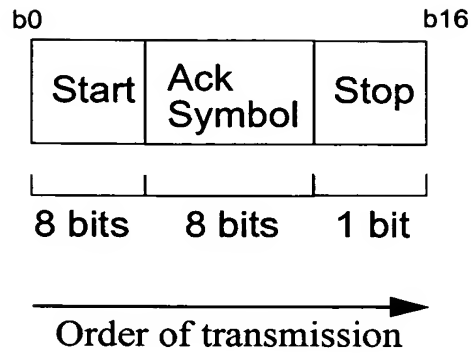 b0 b16
Start Ack Stop
Symbol
8 bits 8 bits 1 bit
Order of transmission